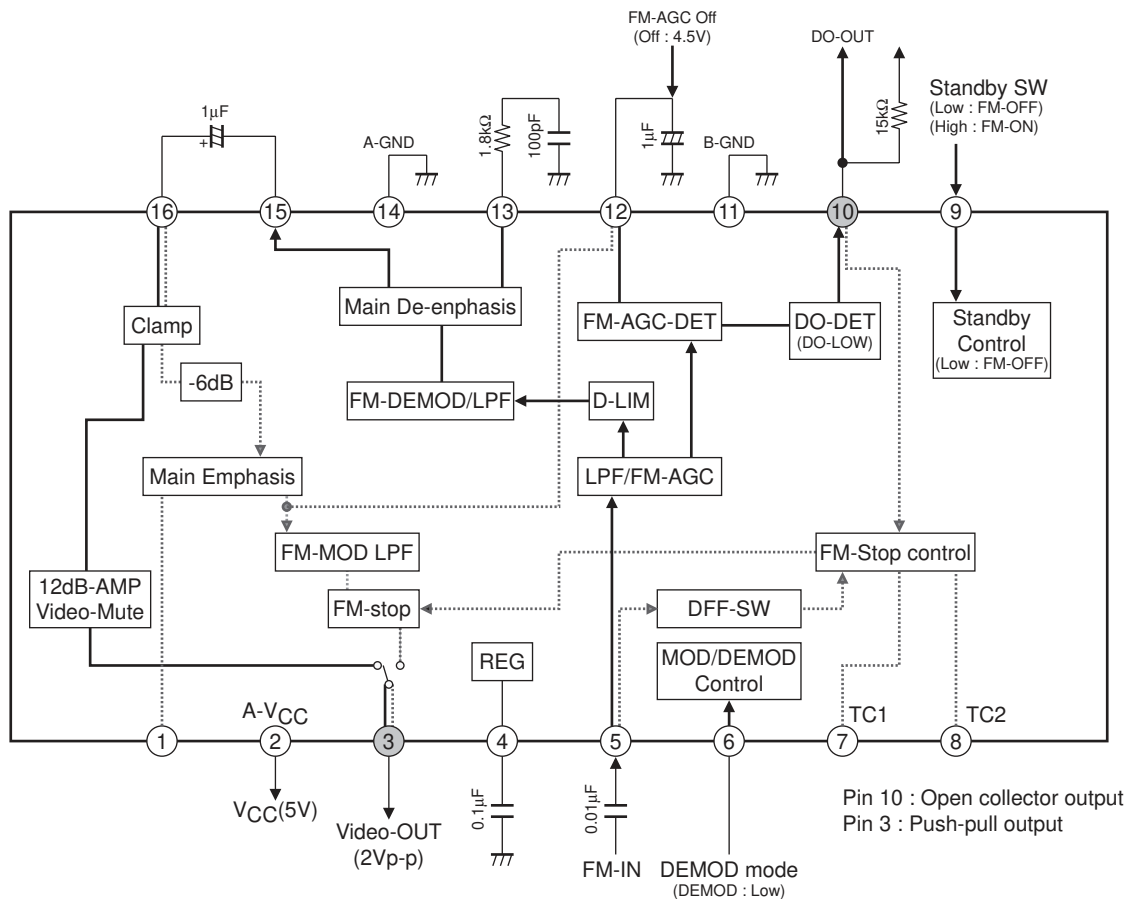 FM-AGC Off
(Off : 4.5V)
DO-OUT
Standby SW
(Low : FM-OFF)
(High : FM-ON)
1μF
+
A-GND
1.8kΩ
100pF
1μF
B-GND
15kΩ
16
15
14
13
12
11
10
9
Clamp
Main De-enphasis
FM-AGC-DET
DO-DET
(DO-LOW)
Standby
Control
(Low : FM-OFF)
-6dB
FM-DEMOD/LPF
D-LIM
Main Emphasis
LPF/FM-AGC
FM-MOD LPF
FM-Stop control
12dB-AMP
Video-Mute
FM-stop
DFF-SW
REG
MOD/DEMOD
Control
A-VCC
TC1
TC2
1
2
3
4
5
6
7
8
VCC(5V)
Video-OUT
(2Vp-p)
0.1μF
0.01μF
FM-IN
DEMOD mode
(DEMOD : Low)
Pin 10 : Open collector output
Pin 3 : Push-pull output